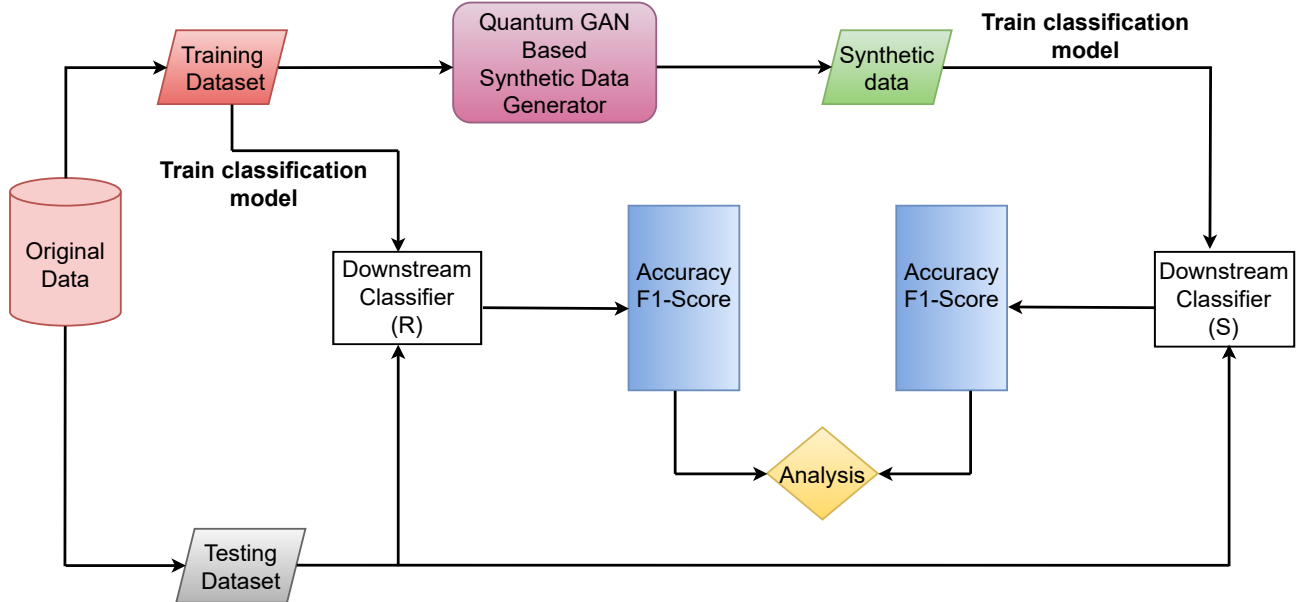 Training
Dataset
Quantum GAN
Based
Synthetic Data
Generator
Synthetic
data
Train classification
model
Train classification
model
Original
Data
Downstream
Classifier
(R)
Accuracy
F1-Score
Accuracy
F1-Score
Downstream
Classifier
(S)
Analysis
Testing
Dataset